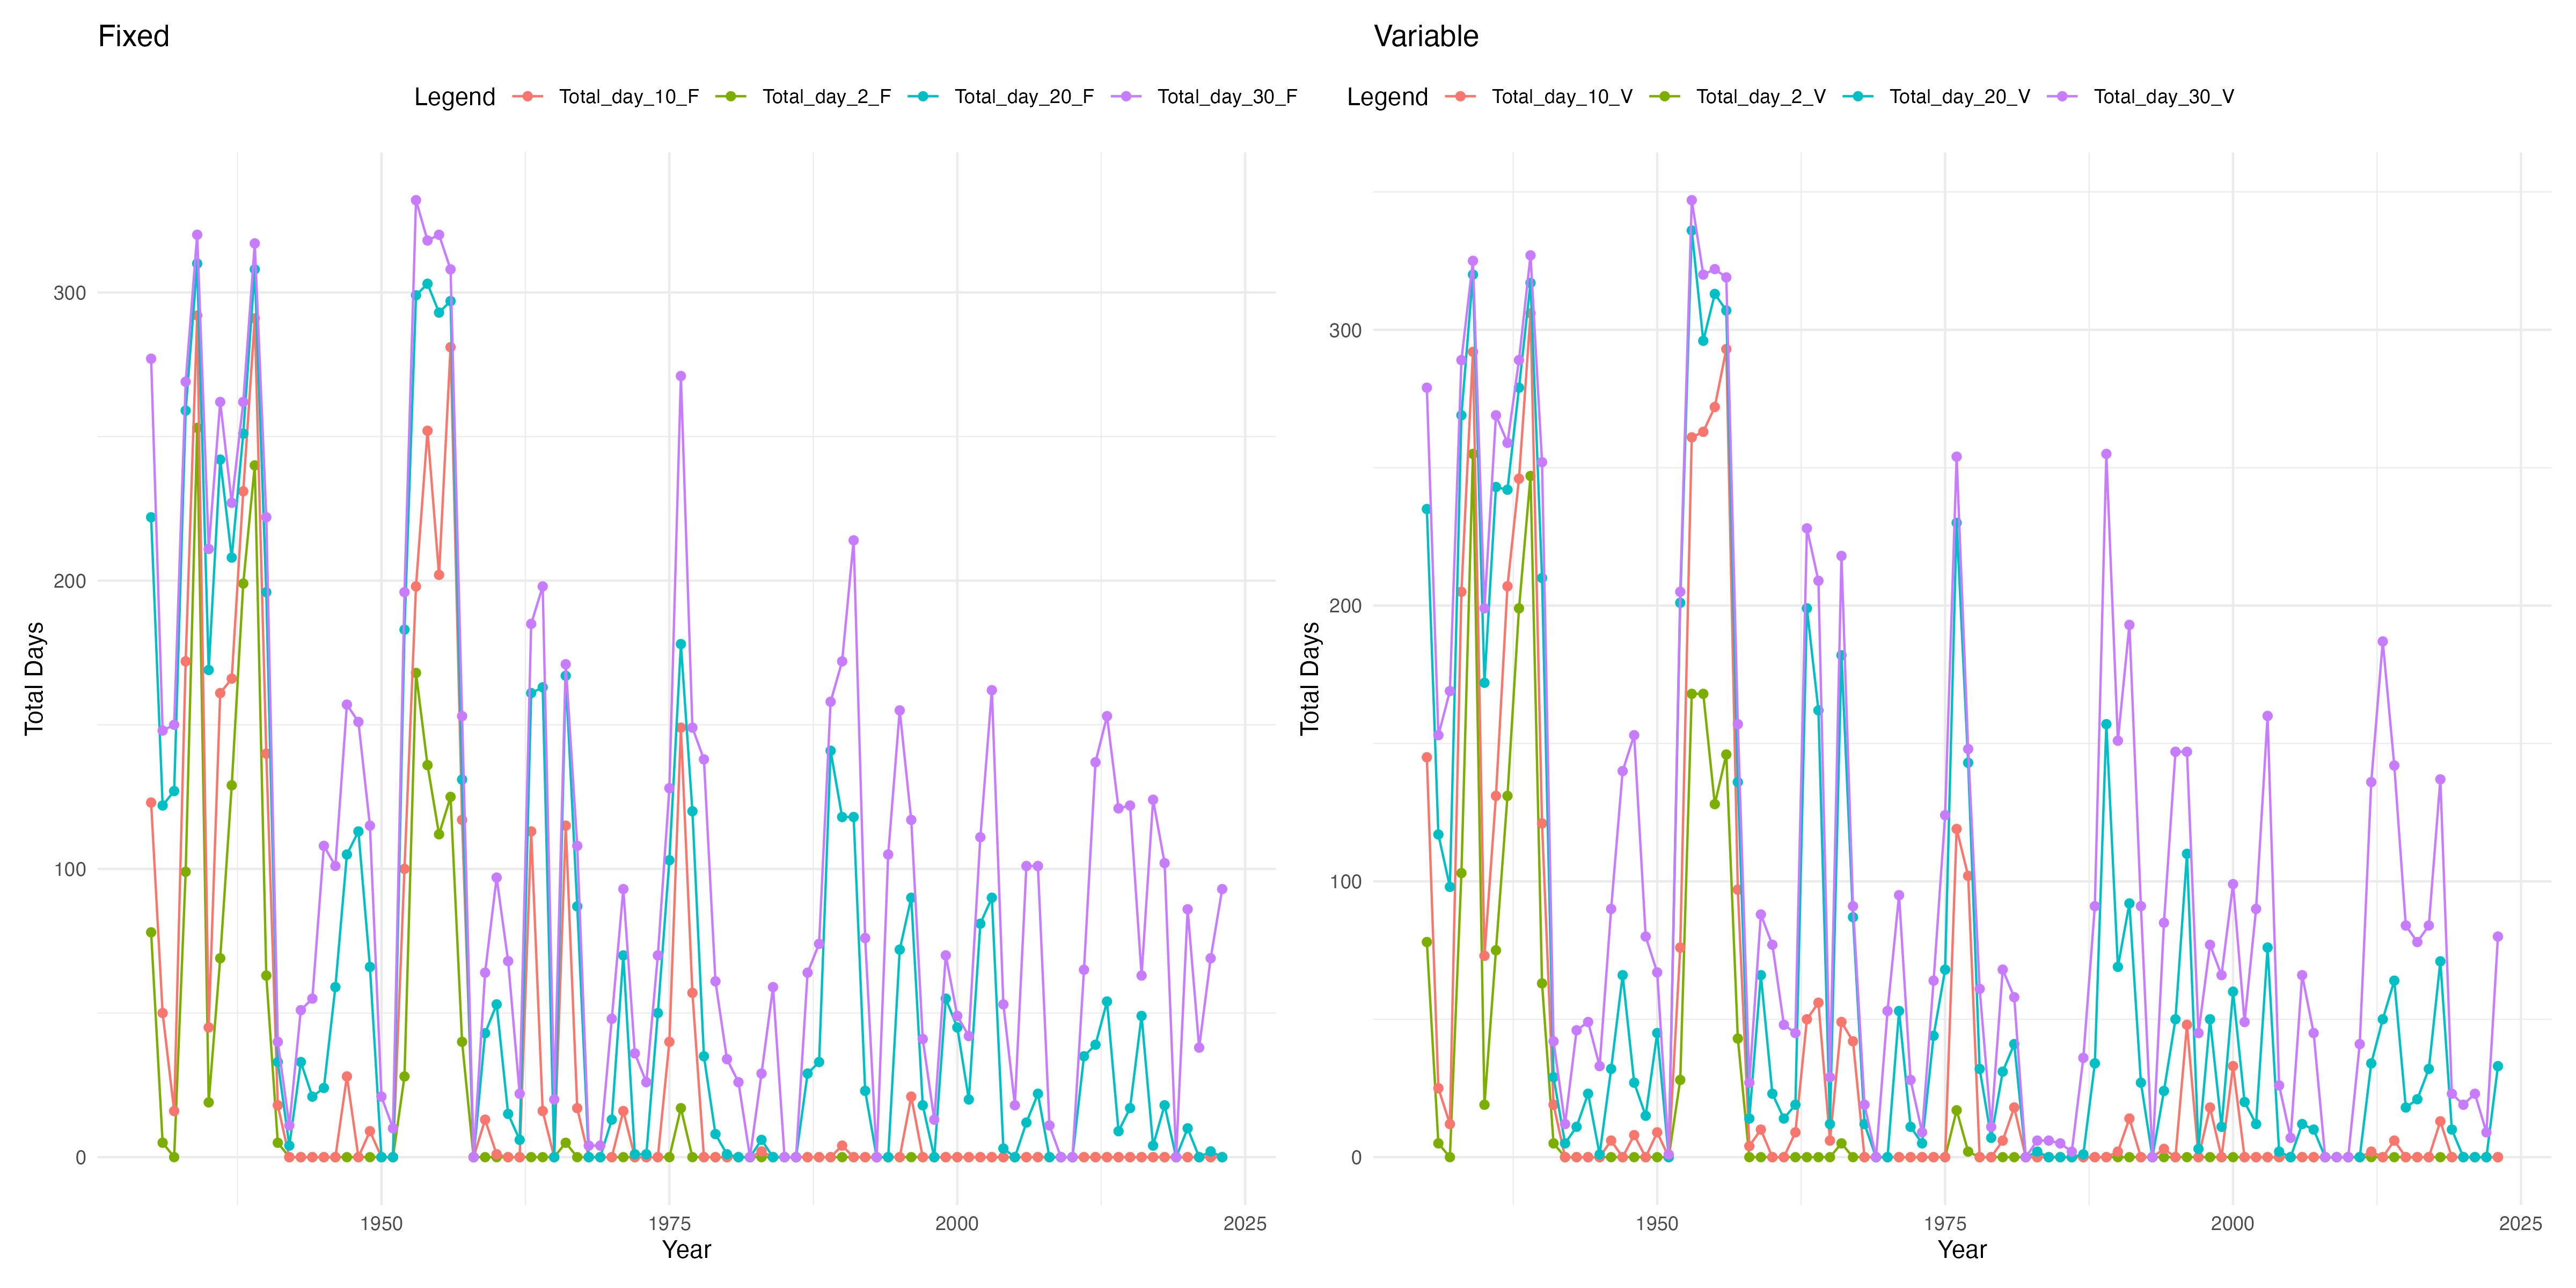 Fixed
Legend Total_day_10_F Total_day_2_F Total_day_20_F Total_day_30_F
Total Days
300
200
100
0
1950 1975 2000 2025
Year
Variable
Legend Total_day_10_V Total_day_2_V Total_day_20_V Total_day_30_V
Total Days
300
200
100
0
1950 1975 2000 2025
Year